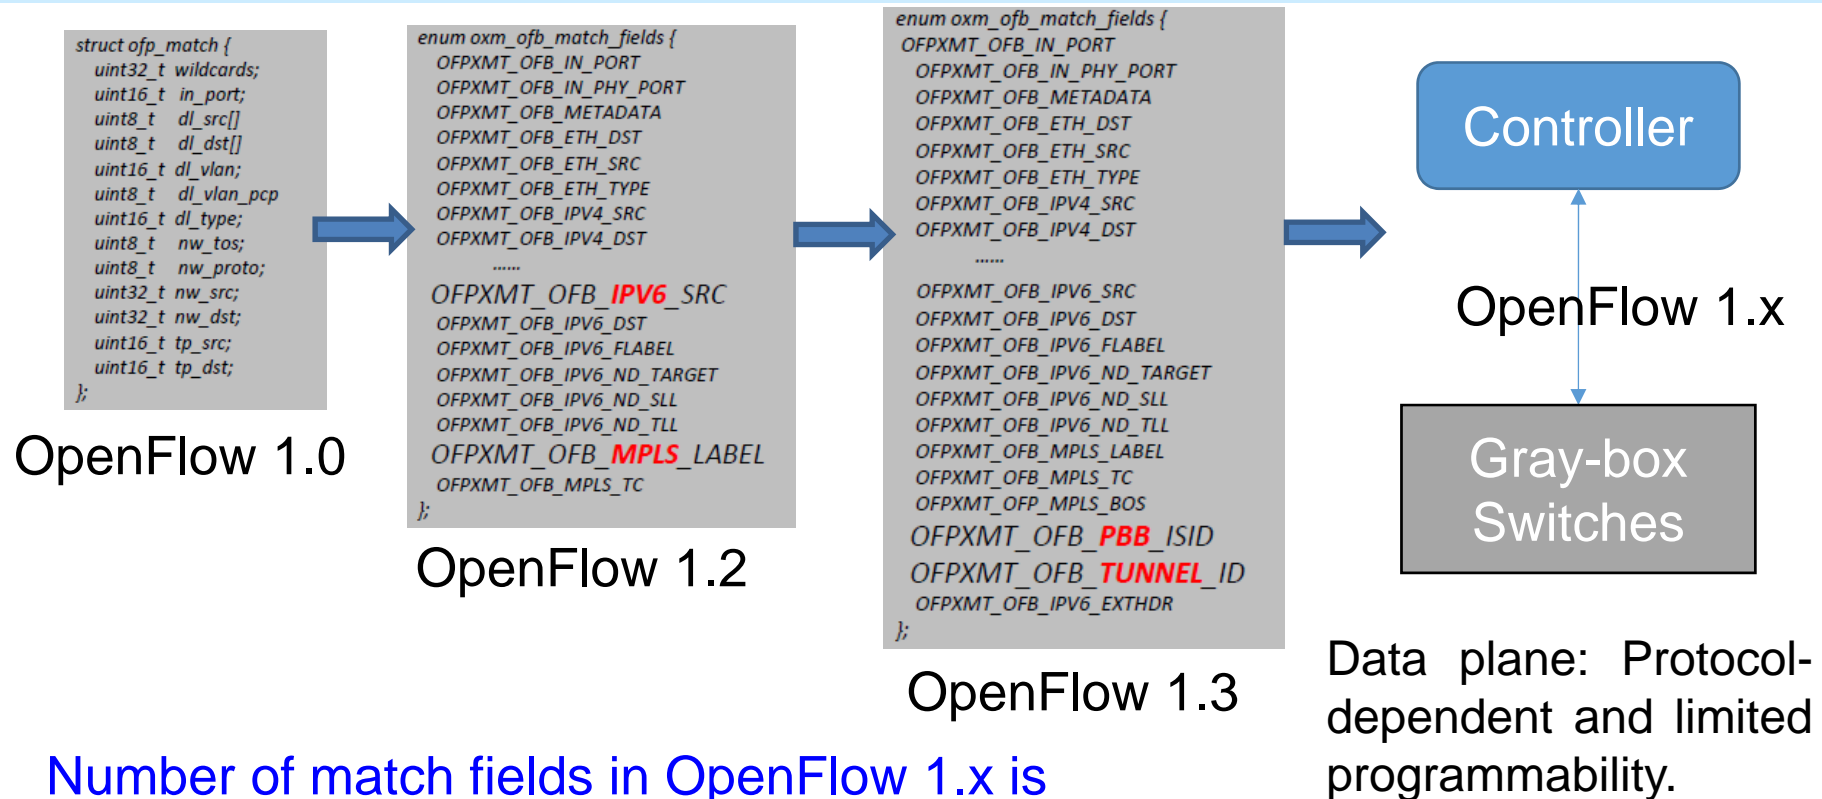 struct ofp_match {
uint32_t wildcards;
uint16_t in_port;
uint8_t dl_src[]
uint8_t dl_dst[]
uint16_t dl_vlan;
uint8_t dl_vlan_pcp
uint16_t dl_type;
uint8_t nw_tos;
uint8_t nw_proto;
uint32_t nw_src;
uint32_t nw_dst;
uint16_t tp_src;
uint16_t tp_dst;
};
OpenFlow 1.0
enum oxm_ofb_match_fields {
OFPXMT_OFB_IN_PORT
OFPXMT_OFB_IN_PHY_PORT
OFPXMT_OFB_METADATA
OFPXMT_OFB_ETH_DST
OFPXMT_OFB_ETH_SRC
OFPXMT_OFB_ETH_TYPE
OFPXMT_OFB_IPV4_SRC
OFPXMT_OFB_IPV4_DST
......
OFPXMT_OFB_IPV6_SRC
OFPXMT_OFB_IPV6_DST
OFPXMT_OFB_IPV6_FLABEL
OFPXMT_OFB_IPV6_ND_TARGET
OFPXMT_OFB_IPV6_ND_SLL
OFPXMT_OFB_IPV6_ND_TLL
OFPXMT_OFB_MPLS_LABEL
OFPXMT_OFB_MPLS_TC
};
OpenFlow 1.2
enum oxm_ofb_match_fields {
OFPXMT_OFB_IN_PORT
OFPXMT_OFB_IN_PHY_PORT
OFPXMT_OFB_METADATA
OFPXMT_OFB_ETH_DST
OFPXMT_OFB_ETH_SRC
OFPXMT_OFB_ETH_TYPE
OFPXMT_OFB_IPV4_SRC
OFPXMT_OFB_IPV4_DST
......
OFPXMT_OFB_IPV6_SRC
OFPXMT_OFB_IPV6_DST
OFPXMT_OFB_IPV6_FLABEL
OFPXMT_OFB_IPV6_ND_TARGET
OFPXMT_OFB_IPV6_ND_SLL
OFPXMT_OFB_IPV6_ND_TLL
OFPXMT_OFB_MPLS_LABEL
OFPXMT_OFB_MPLS_TC
OFPXMT_OFP_MPLS_BOS
OFPXMT_OFB_PBB_ISID
OFPXMT_OFB_TUNNEL_ID
OFPXMT_OFB_IPV6_EXTHDR
};
OpenFlow 1.3
Controller
OpenFlow 1.x
Gray-box
Switches
Data plane: Protocol-
dependent and limited
programmability.
Number of match fields in OpenFlow 1.x is